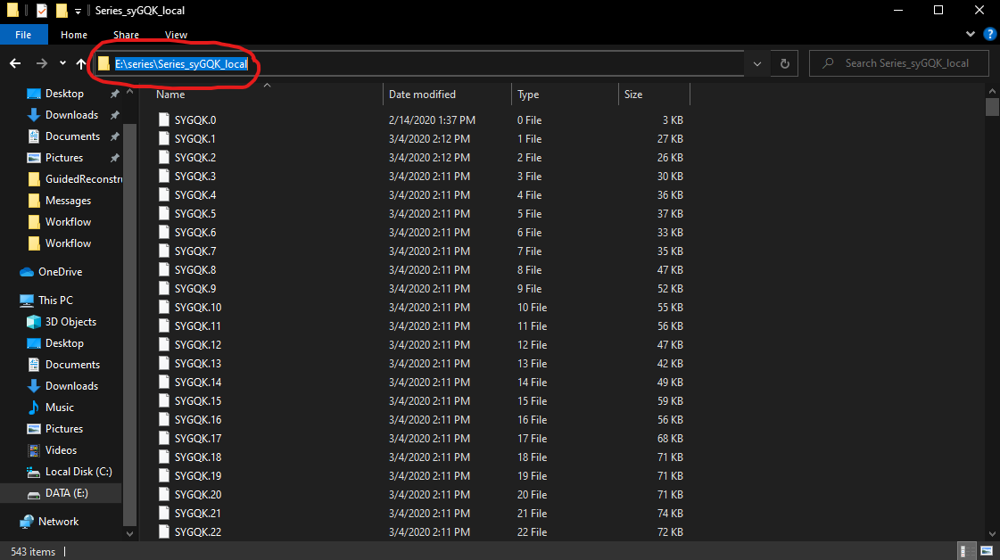 Series_syGQK_local
File Home Share View
E:\series\Series_syGQK_local Search Series_syGQK_local
Desktop
Downloads
Documents
Pictures
GuidedReconstru
Messages
Workflow
Workflow
OneDrive
This PC
3D Objects
Desktop
Documents
Downloads
Music
Pictures
Videos
Local Disk (C:)
DATA (E:)
Network
Name Date modified Type Size
SYGQK.0 2/14/2020 1:37 PM 0 File 3 KB
SYGQK.1 3/4/2020 2:12 PM 1 File 27 KB
SYGQK.2 3/4/2020 2:12 PM 2 File 26 KB
SYGQK.3 3/4/2020 2:11 PM 3 File 30 KB
SYGQK.4 3/4/2020 2:11 PM 4 File 36 KB
SYGQK.5 3/4/2020 2:11 PM 5 File 37 KB
SYGQK.6 3/4/2020 2:11 PM 6 File 33 KB
SYGQK.7 3/4/2020 2:11 PM 7 File 35 KB
SYGQK.8 3/4/2020 2:11 PM 8 File 47 KB
SYGQK.9 3/4/2020 2:11 PM 9 File 52 KB
SYGQK.10 3/4/2020 2:11 PM 10 File 55 KB
SYGQK.11 3/4/2020 2:11 PM 11 File 56 KB
SYGQK.12 3/4/2020 2:11 PM 12 File 47 KB
SYGQK.13 3/4/2020 2:11 PM 13 File 42 KB
SYGQK.14 3/4/2020 2:11 PM 14 File 49 KB
SYGQK.15 3/4/2020 2:11 PM 15 File 59 KB
SYGQK.16 3/4/2020 2:11 PM 16 File 56 KB
SYGQK.17 3/4/2020 2:11 PM 17 File 68 KB
SYGQK.18 3/4/2020 2:11 PM 18 File 71 KB
SYGQK.19 3/4/2020 2:11 PM 19 File 71 KB
SYGQK.20 3/4/2020 2:11 PM 20 File 71 KB
SYGQK.21 3/4/2020 2:11 PM 21 File 74 KB
SYGQK.22 3/4/2020 2:11 PM 22 File 72 KB
543 items